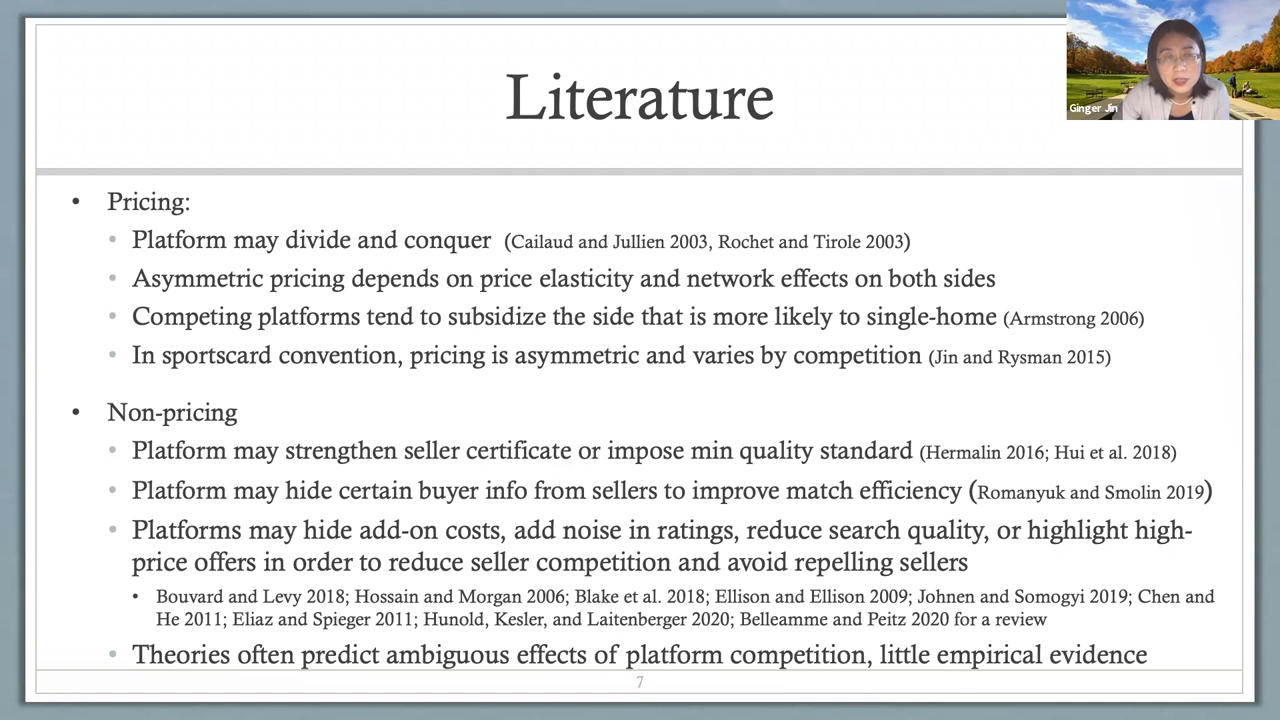 Literature
Ginger Jin
• Pricing:
• Platform may divide and conquer (Cailaud and Jullien 2003, Rochet and Tirole 2003)
• Asymmetric pricing depends on price elasticity and network effects on both sides
• Competing platforms tend to subsidize the side that is more likely to single-home (Armstrong 2006)
• In sportscard convention, pricing is asymmetric and varies by competition (Jin and Rysman 2015)
• Non-pricing
• Platform may strengthen seller certificate or impose min quality standard (Hermalin 2016; Hui et al. 2018)
• Platform may hide certain buyer info from sellers to improve match efficiency (Romanyuk and Smolin 2019)
• Platforms may hide add-on costs, add noise in ratings, reduce search quality, or highlight high-
price offers in order to reduce seller competition and avoid repelling sellers
• Bouvard and Levy 2018; Hossain and Morgan 2006; Blake et al. 2018; Ellison and Ellison 2009; Johnen and Somogyi 2019; Chen and
He 2011; Eliaz and Spieger 2011; Hunold, Kesler, and Laitenberger 2020; Belleamme and Peitz 2020 for a review
• Theories often predict ambiguous effects of platform competition, little empirical evidence
7